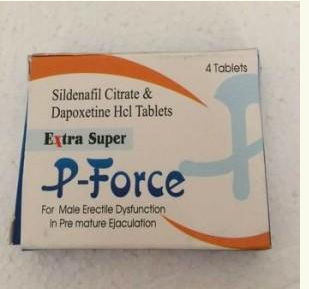 4 Tablets
Sildenafil Citrate &
Dapoxetine Hcl Tablets
Extra Super
P-Force
For Male Erectile Dysfunction
in Pre mature Ejaculation